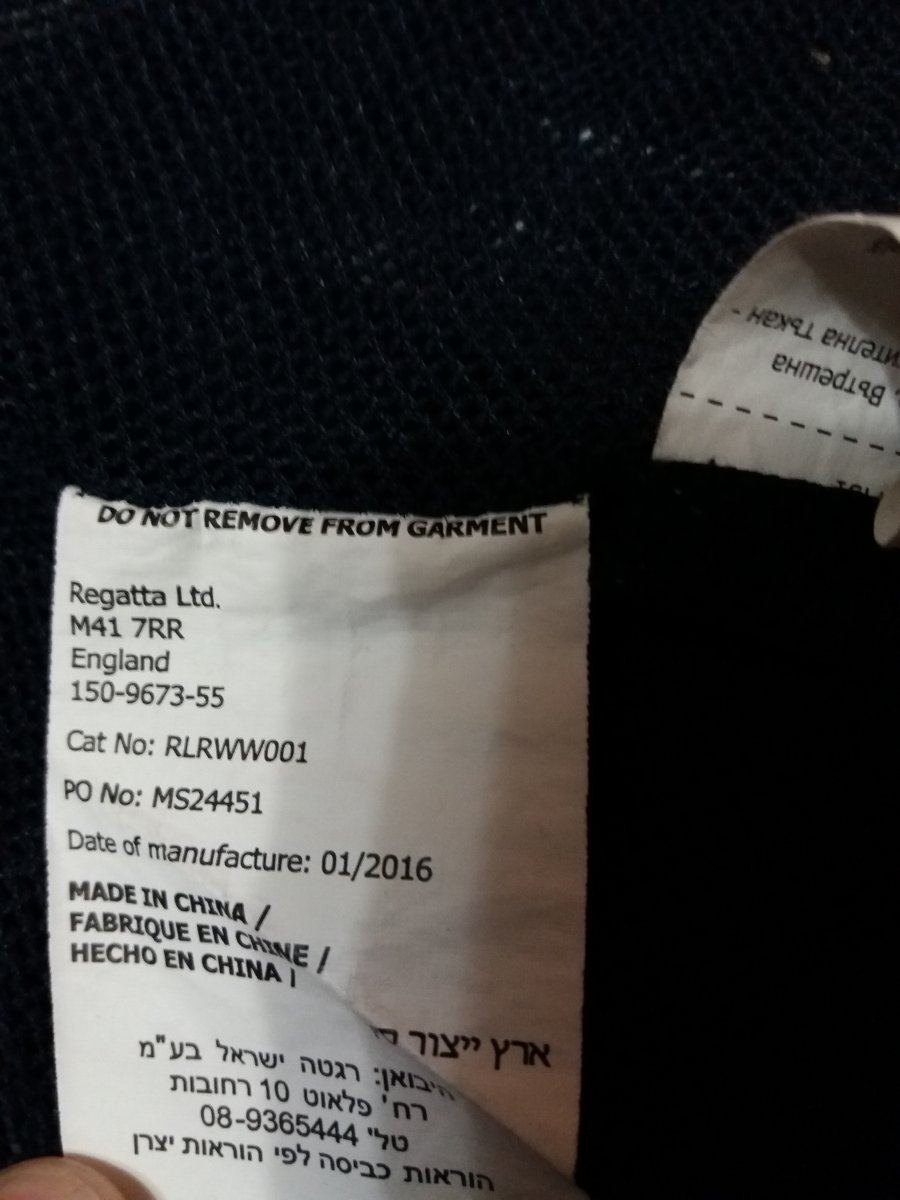 DO NOT REMOVE FROM GARMENT
Regatta Ltd.
M41 7RR
England
150-9673-55
Cat No: RLRWW001
PO No: MS24451
Date of manufacture: 01/2016
MADE IN CHINA /
FABRIQUE EN CHINE /
HECHO EN CHINA /
ארץ ייצור
היבואן: רגטה ישראל בע"מ
רח' פלאוט 10 רחובות
טל' 08-9365444
הוראות כביסה לפי הוראות יצרן
Вътрешна
Тъкан -